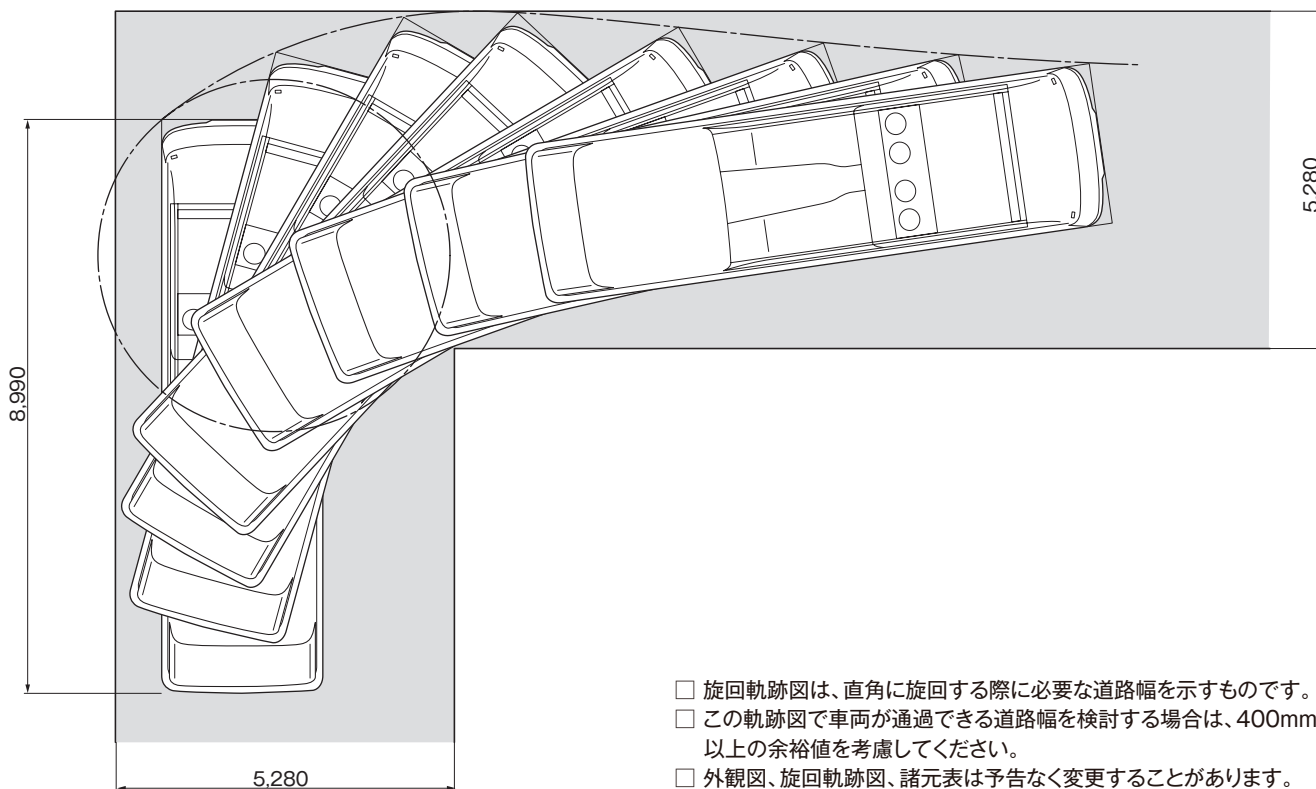 8,990
5,280
5,280
□ 旋回軌跡図は、直角に旋回する際に必要な道路幅を示すものです。
□ この軌跡図で車両が通過できる道路幅を検討する場合は、400mm
以上の余裕値を考慮してください。
□ 外観図、旋回軌跡図、諸元表は予告なく変更することがあります。